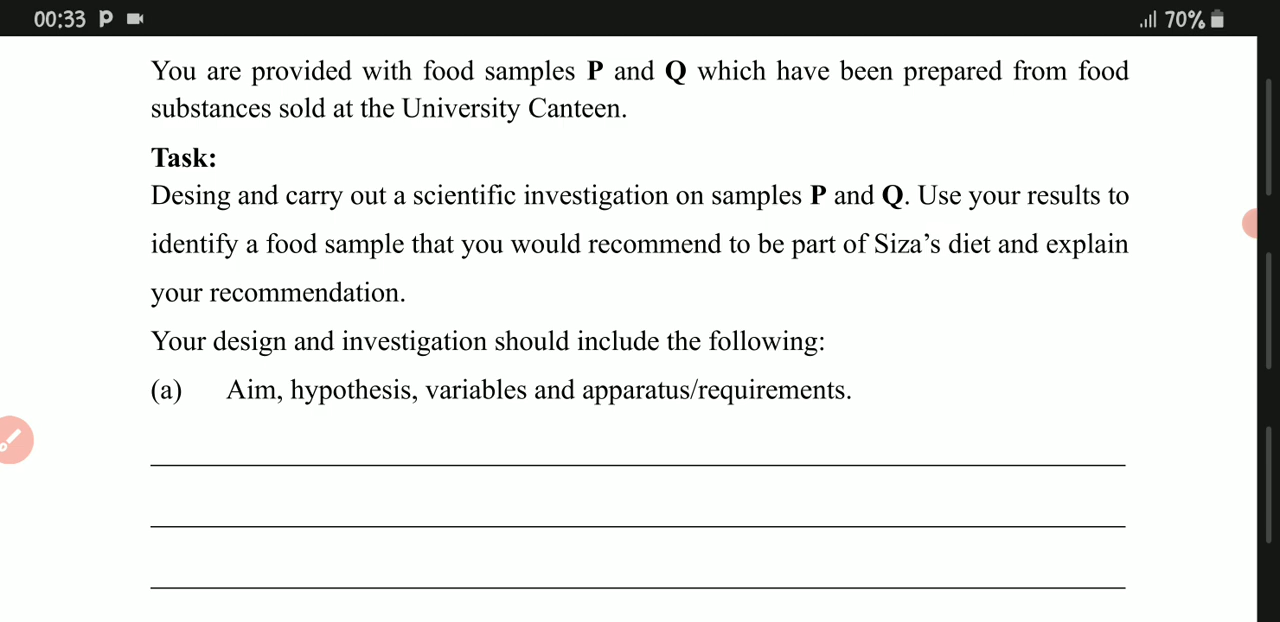 00:33 P
70%
You are provided with food samples P and Q which have been prepared from food
substances sold at the University Canteen.
Task:
Desing and carry out a scientific investigation on samples P and Q. Use your results to
identify a food sample that you would recommend to be part of Siza’s diet and explain
your recommendation.
Your design and investigation should include the following:
(a) Aim, hypothesis, variables and apparatus/requirements.